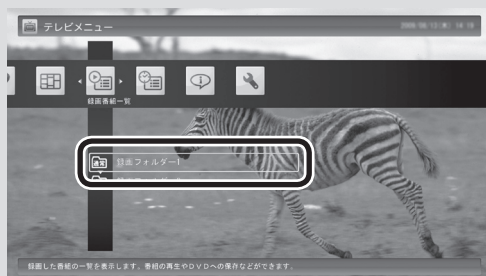 テレビメニュー
録画番組一覧
通常
録画フォルダー1
録画した番組の一覧を表示します。番組の再生やDVDへの保存などができます。